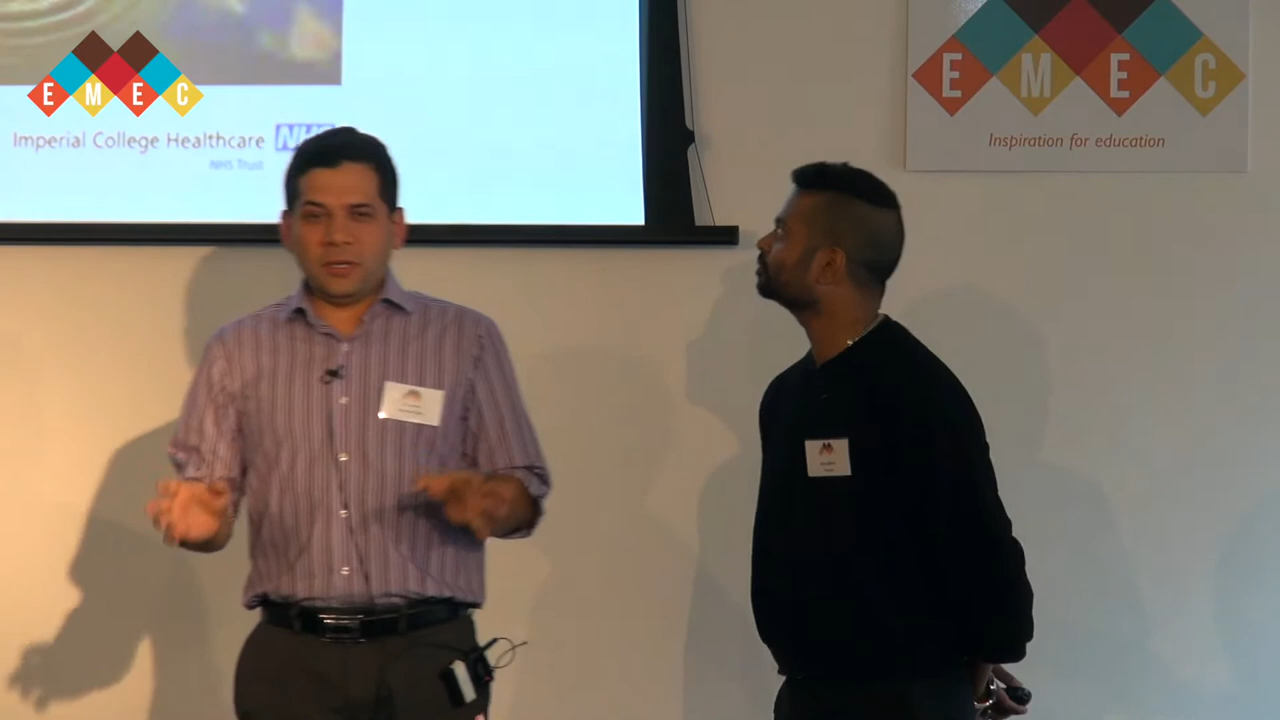 EMEC
Imperial College Healthcare NHS
NHS Trust
EMEC
Inspiration for education